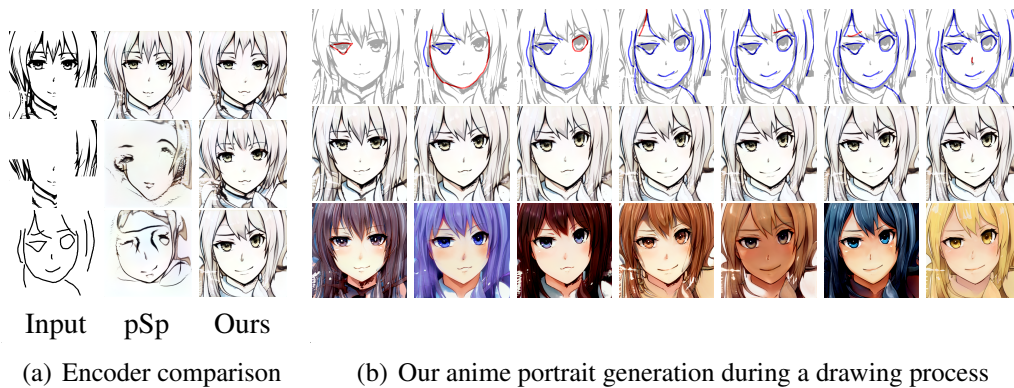 Input pSp Ours
(a) Encoder comparison
(b) Our anime portrait generation during a drawing process